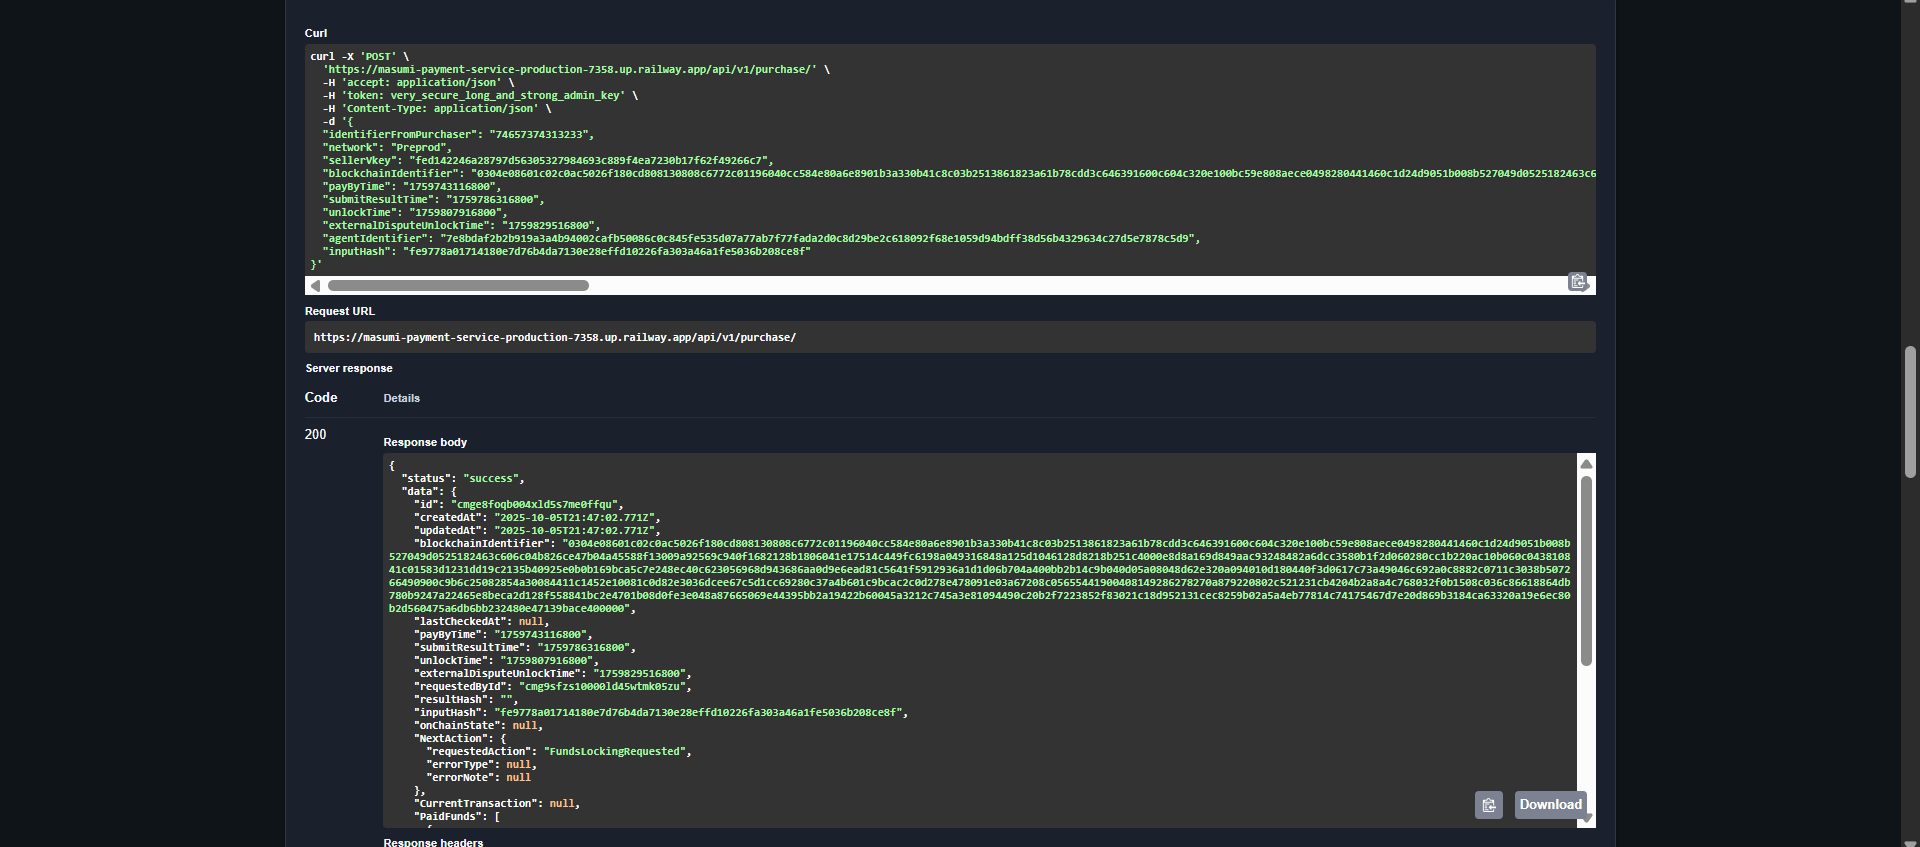 Curl
curl -X 'POST' \
'https://masumi-payment-service-production-7358.up.railway.app/api/v1/purchase/' \
-H 'accept: application/json' \
-H 'token: very_secure_long_and_strong_admin_key' \
-H 'Content-Type: application/json' \
-d '{
"identifierFromPurchaser": "74657374313233",
"network": "Preprod",
"sellerVkey": "fed142246a28797d56305327984693c889f4ea7230b17f62f49266c7",
"blockchainIdentifier": "0304e08601c02c0ac5026f180cd808130808c6772c01196040cc584e80a6e8901b3a330b41c8c03b2513861823a61b78cdd3c646391600c604c320e100bc59e808aece0498280441460c1d24d9051b008b527049d0525182463c6
"payByTime": "1759743116800",
"submitResultTime": "1759786316800",
"unlockTime": "1759807916800",
"externalDisputeUnlockTime": "1759829516800",
"agentIdentifier": "7e8bdaf2b2b919a3a4b94002cafb50086c0c845fe535d07a77ab7f77fada2d0c8d29be2c618092f68e1059d94bdff38d56b4329634c27d5e7878c5d9",
"inputHash": "fe9778a01714180e7d76b4da7130e28effd10226fa303a46a1fe5036b208ce8f"
}'
Request URL
https://masumi-payment-service-production-7358.up.railway.app/api/v1/purchase/
Server response
Code Details
200
Response body
{
"status": "success",
"data": {
"id": "cmge8foqb004xld5s7me0ffqu",
"createdAt": "2025-10-05T21:47:02.771Z",
"updatedAt": "2025-10-05T21:47:02.771Z",
"blockchainIdentifier": "0304e08601c02c0ac5026f180cd808130808c6772c01196040cc584e80a6e8901b3a330b41c8c03b2513861823a61b78cdd3c646391600c604c320e100bc59e808aece0498280441460c1d24d9051b008b
527049d0525182463c606c04b826ce47b04a45588f13009a92569c940f1682128b1806041e17514c449fc6198a049316848a125d1046128d8218b251c4000e8d8a169d849aac93248482a6dcc3580b1f2d060280cc1b220ac10b060c0438108
41c01583d1231dd19c2135b40925e0b0b169bca5c7e248ec40c623056968d943686aa0d9e6ead81c5641f5912936a1d1d06b704a400bb2b14c9b040d05a08048d62e320a094010d180440f3d0617c73a49046c692a0c8882c0711c3038b5072
66490900c9b6c25082854a30084411c1452e10081c0d82e3036dcee67c5d1cc69280c37a4b601c9bcac2c0d278e478091e03a67208c05655441900408149286278270a879220802c521231cb4204b2a8a4c768032f0b1508c036c86618864db
780b9247a22465e8beca2d128f558841bc2e4701b08d0fe3e048a87665069e44395bb2a19422b60045a3212c745a3e81094490c20b2f7223852f83021c18d952131cec8259b02a5a4eb77814c74175467d7e20d869b3184ca63320a19e6ec80
b2d560475a6db6bb232480e47139bace400000",
"lastCheckedAt": null,
"payByTime": "1759743116800",
"submitResultTime": "1759786316800",
"unlockTime": "1759807916800",
"externalDisputeUnlockTime": "1759829516800",
"requestedById": "cmg9sfzs10000ld45wtmk05zu",
"resultHash": "",
"inputHash": "fe9778a01714180e7d76b4da7130e28effd10226fa303a46a1fe5036b208ce8f",
"onChainState": null,
"NextAction": {
"requestedAction": "FundsLockingRequested",
"errorType": null,
"errorNote": null
},
"CurrentTransaction": null,
"PaidFunds": [
Download
Response headers